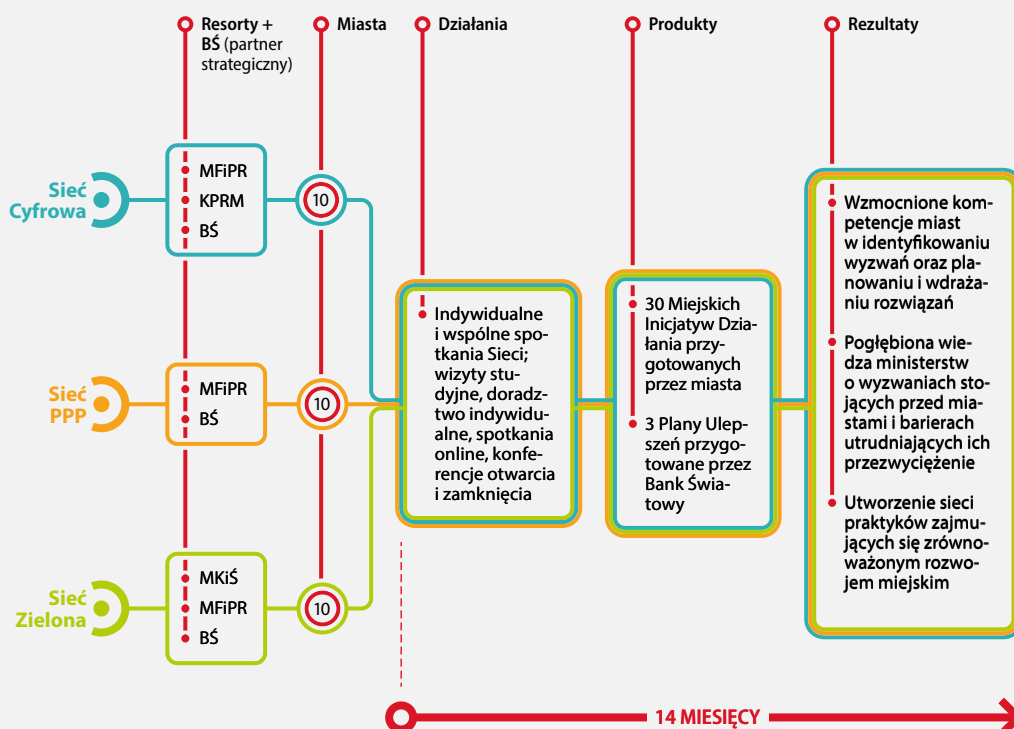 Resorty +
BŚ (partner
strategiczny)
Miasta
Działania
Produkty
Rezultaty
Sieć
Cyfrowa
MFiPR
KPRM
BŚ
10
Sieć
PPP
MFiPR
BŚ
10
Sieć
Zielona
MKiŚ
MFiPR
BŚ
10
Indywidualne
i wspólne spo-
tkania Sieci;
wizyty stu-
dyjne, doradz-
two indywidu-
alne, spotkania
online, konfe-
rencje otwarcia
i zamknięcia
30 Miejskich
Inicjatyw Dzia-
łania przy-
gotowanych
przez miasta
3 Plany Ulep-
szeń przygo-
towane przez
Bank Świa-
towy
Wzmocnione kom-
petencje miast
w identyfikowaniu
wyzwań oraz pla-
nowaniu i wdraża-
niu rozwiązań
Pogłębiona wie-
dza ministerstw
o wyzwaniach sto-
jących przed mia-
stami i barierach
utrudniających ich
przezwyciężenie
Utworzenie sieci
praktyków zajmu-
jących się zrówno-
ważonym rozwo-
jem miejskim
14 MIESIĘCY